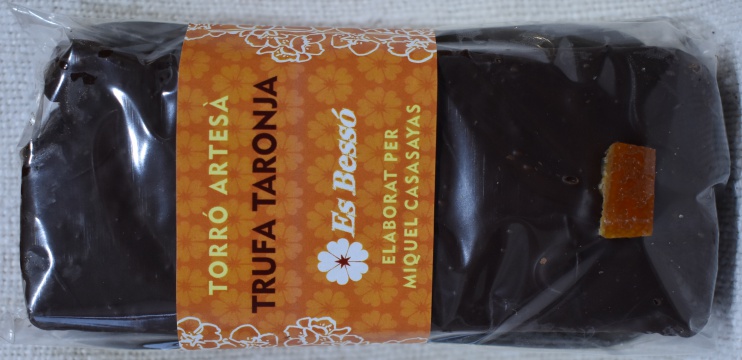 TORRÓ ARTESÀ
TRUFA TARONJA
Es Bessó
ELABORAT PER
MIQUEL CASASAYAS